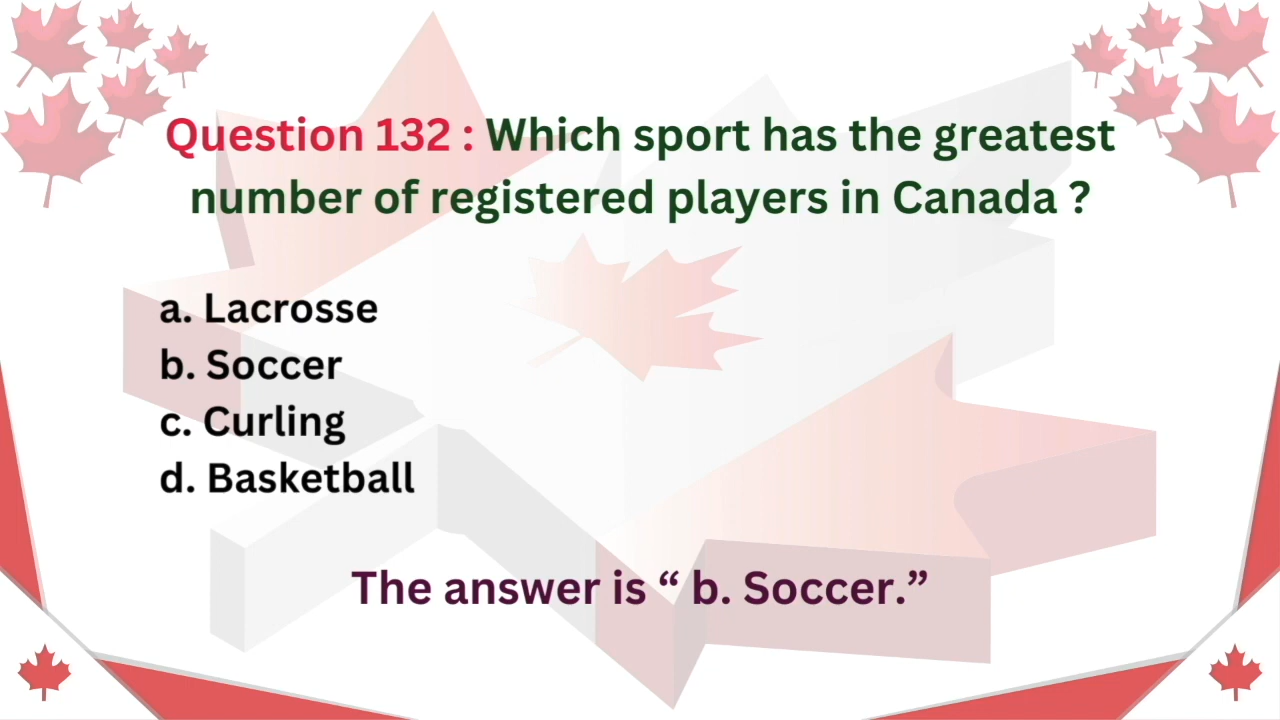 Question 132 : Which sport has the greatest
number of registered players in Canada ?
a. Lacrosse
b. Soccer
c. Curling
d. Basketball
The answer is “ b. Soccer.”